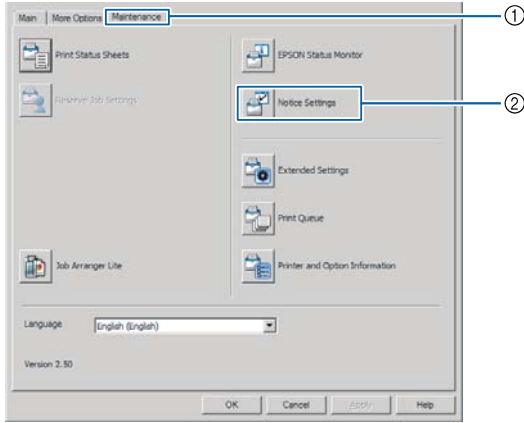 Main More Options Maintenance
①
Print Status Sheets
EPSON Status Monitor
Reserve Job Settings
Notice Settings
②
Extended Settings
Print Queue
Job Arranger Lite
Printer and Option Information
Language English (English)
Version 2.50
OK Cancel Apply Help